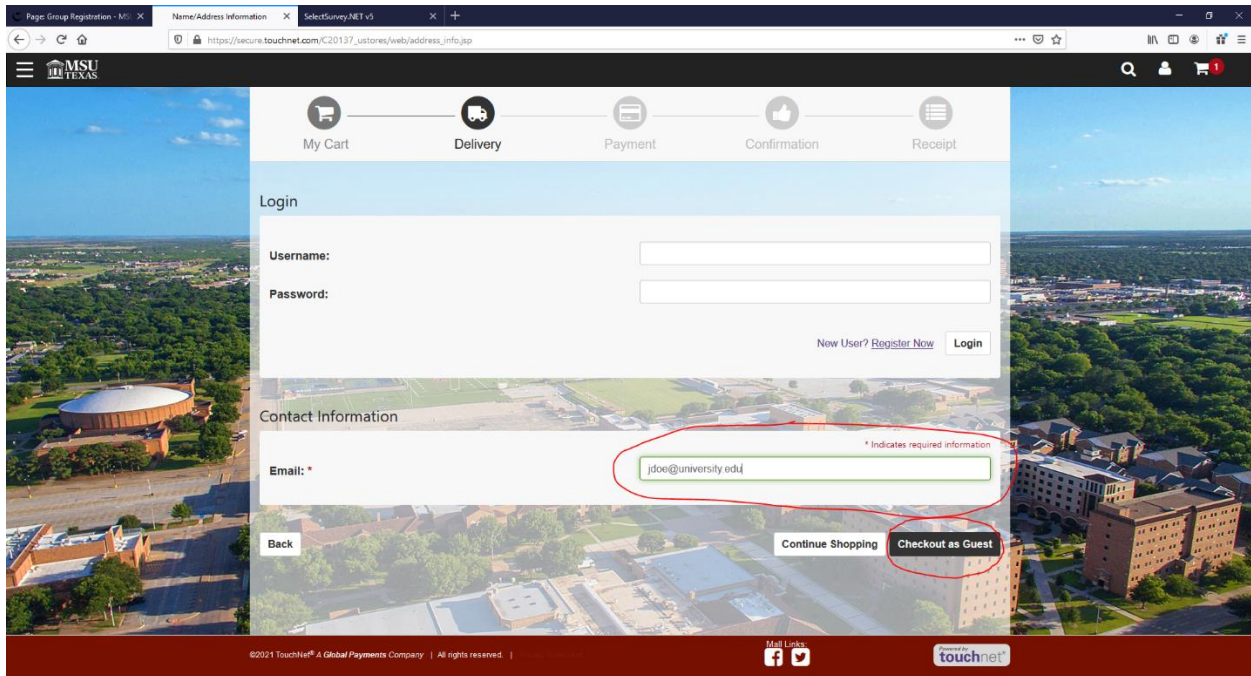 Page: Group Registration - MS
Name/Address Information
SelectSurvey.NET v5
https://secure.touchnet.com/C20137_ustores/web/address_info.jsp
MSU
TEXAS
1
My Cart
Delivery
Payment
Confirmation
Receipt
Login
Username:
Password:
New User? Register Now
Login
Contact Information
* Indicates required information
Email: *
jdoe@university.edu
Back
Continue Shopping
Checkout as Guest
©2021 TouchNet® A Global Payments Company | All rights reserved. |
Mall Links:
Powered by
touchnet®